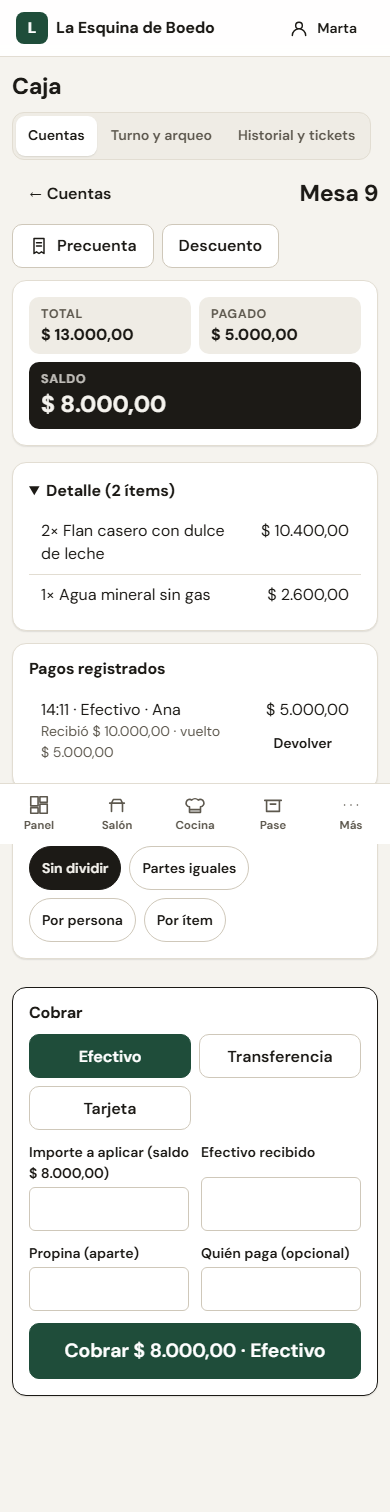 L La Esquina de Boedo Marta
Caja
Cuentas Turno y arqueo Historial y tickets
← Cuentas Mesa 9
Precuenta Descuento
TOTAL PAGADO
$ 13.000,00 $ 5.000,00
SALDO
$ 8.000,00
▼ Detalle (2 ítems)
2× Flan casero con dulce $ 10.400,00
de leche
1× Agua mineral sin gas $ 2.600,00
Pagos registrados
14:11 · Efectivo · Ana $ 5.000,00
Recibió $ 10.000,00 · vuelto
$ 5.000,00 Devolver
Panel Salón Cocina Pase Más
Sin dividir Partes iguales
Por persona Por ítem
Cobrar
Efectivo Transferencia
Tarjeta
Importe a aplicar (saldo Efectivo recibido
$ 8.000,00)
Propina (aparte) Quién paga (opcional)
Cobrar $ 8.000,00 · Efectivo